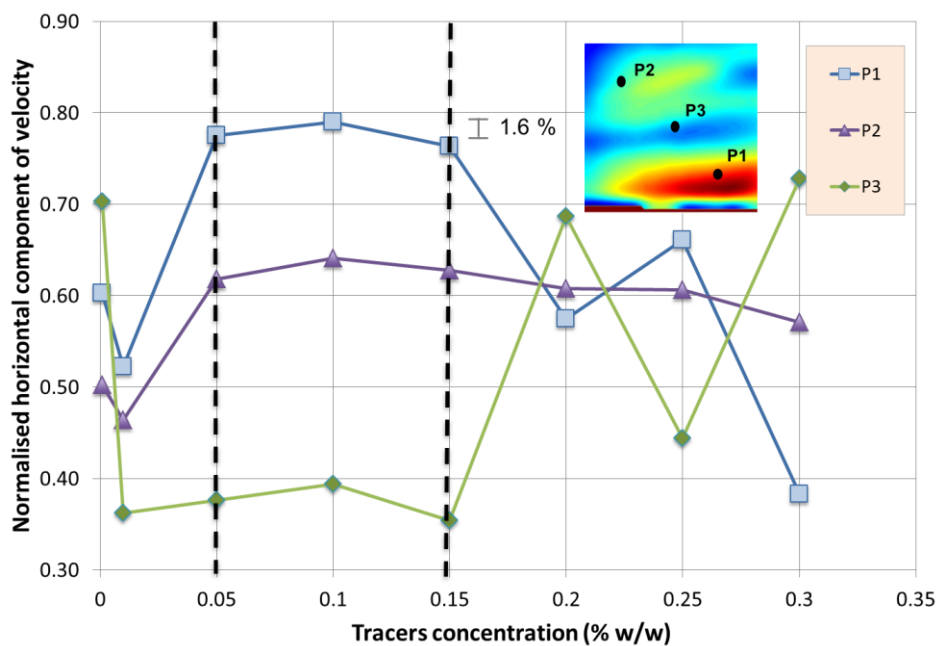 Normalised horizontal component of velocity
0.90
0.80
0.70
0.60
0.50
0.40
0.30
0
0.05
0.1
0.15
0.2
0.25
0.3
0.35
Tracers concentration (% w/w)
1.6 %
P2
P3
P1
P1
P2
P3